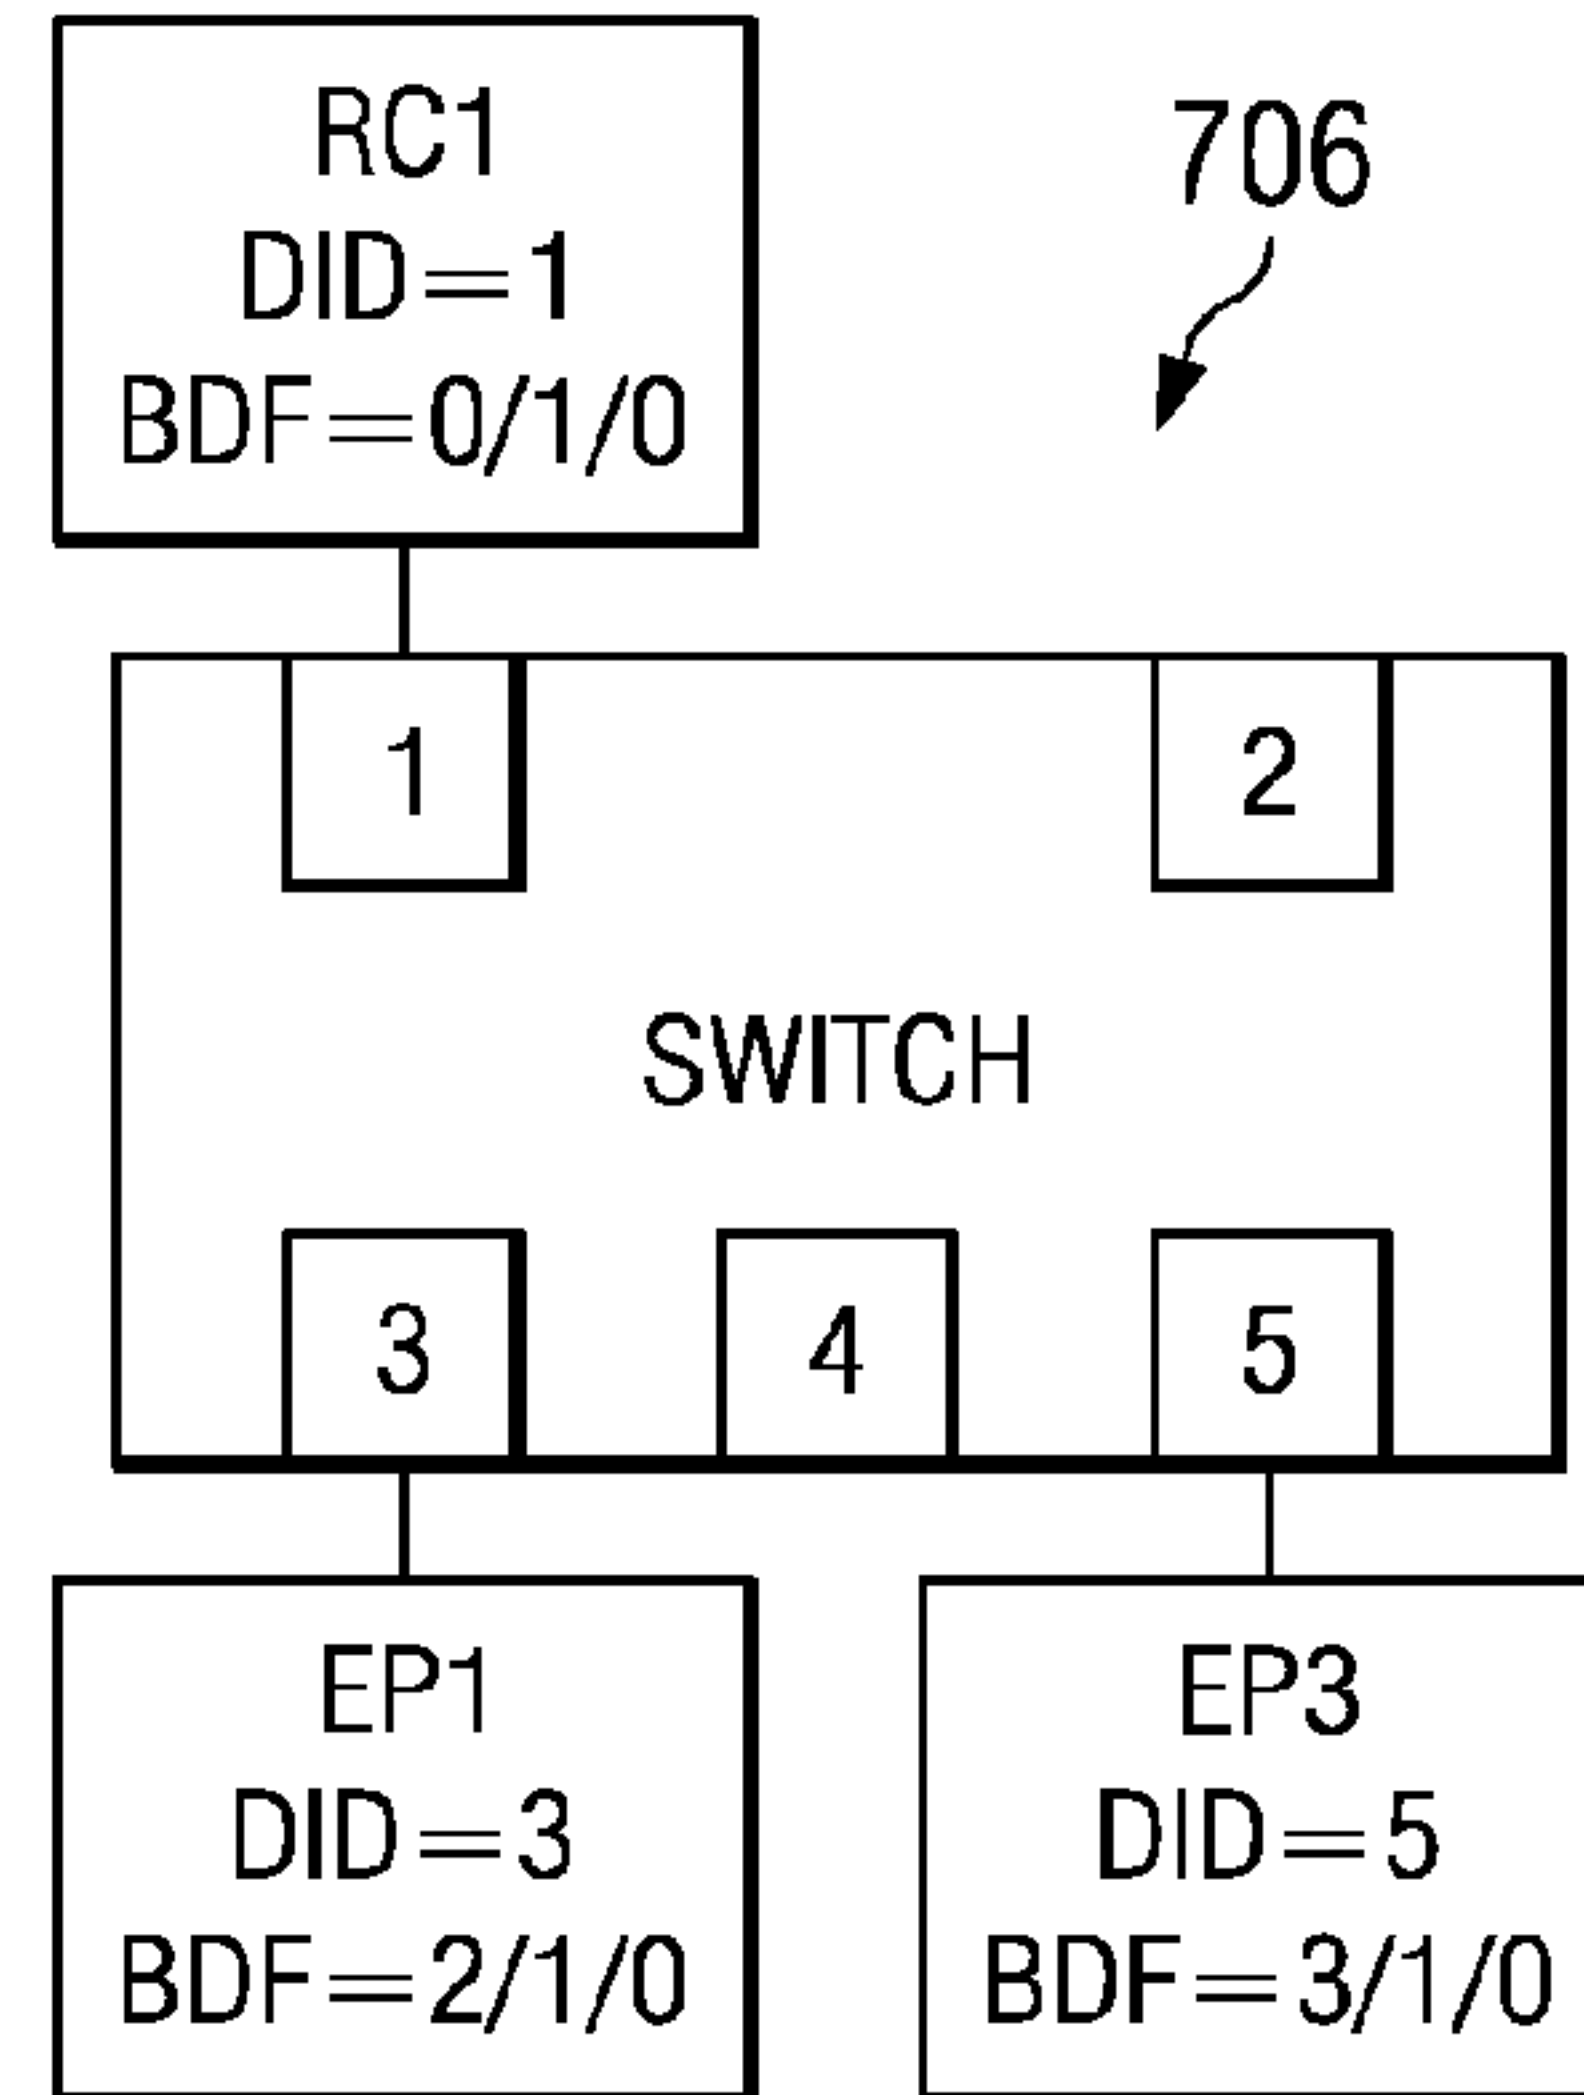 RC1
DID=1
BDF=0/1/0
706
1
2
SWITCH
3
4
5
EP1
DID=3
BDF=2/1/0
EP3
DID=5
BDF=3/1/0